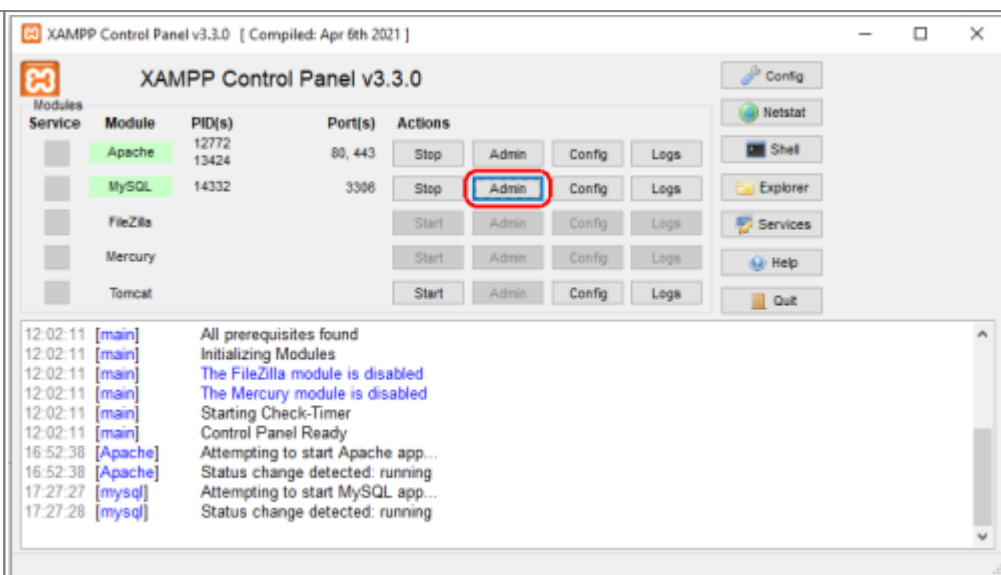 XAMPP Control Panel v3.3.0 [ Compiled: Apr 6th 2021 ]
XAMPP Control Panel v3.3.0
Config
Modules
Service Module PID(s) Port(s) Actions
Netstat
Apache 12772 13424 80, 443 Stop Admin Config Logs
Shell
MySQL 14332 3306 Stop Admin Config Logs
Explorer
FileZilla Start Admin Config Logs
Services
Mercury Start Admin Config Logs
Help
Tomcat Start Admin Config Logs
Quit
12:02:11 [main] All prerequisites found
12:02:11 [main] Initializing Modules
12:02:11 [main] The FileZilla module is disabled
12:02:11 [main] The Mercury module is disabled
12:02:11 [main] Starting Check-Timer
12:02:11 [main] Control Panel Ready
16:52:38 [Apache] Attempting to start Apache app...
16:52:38 [Apache] Status change detected: running
17:27:27 [mysql] Attempting to start MySQL app...
17:27:28 [mysql] Status change detected: running